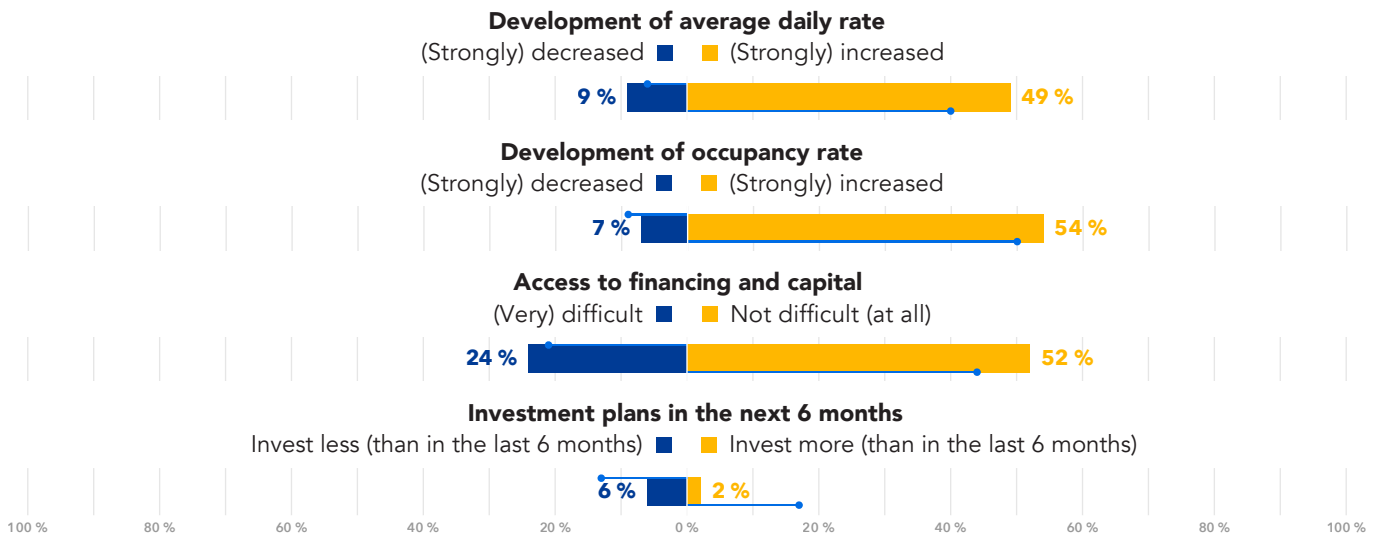 Development of average daily rate
(Strongly) decreased (Strongly) increased
9 % 49 %
Development of occupancy rate
(Strongly) decreased (Strongly) increased
7 % 54 %
Access to financing and capital
(Very) difficult Not difficult (at all)
24 % 52 %
Investment plans in the next 6 months
Invest less (than in the last 6 months) Invest more (than in the last 6 months)
6 % 2 %
100 % 80 % 60 % 40 % 20 % 0 % 20 % 40 % 60 % 80 % 100 %